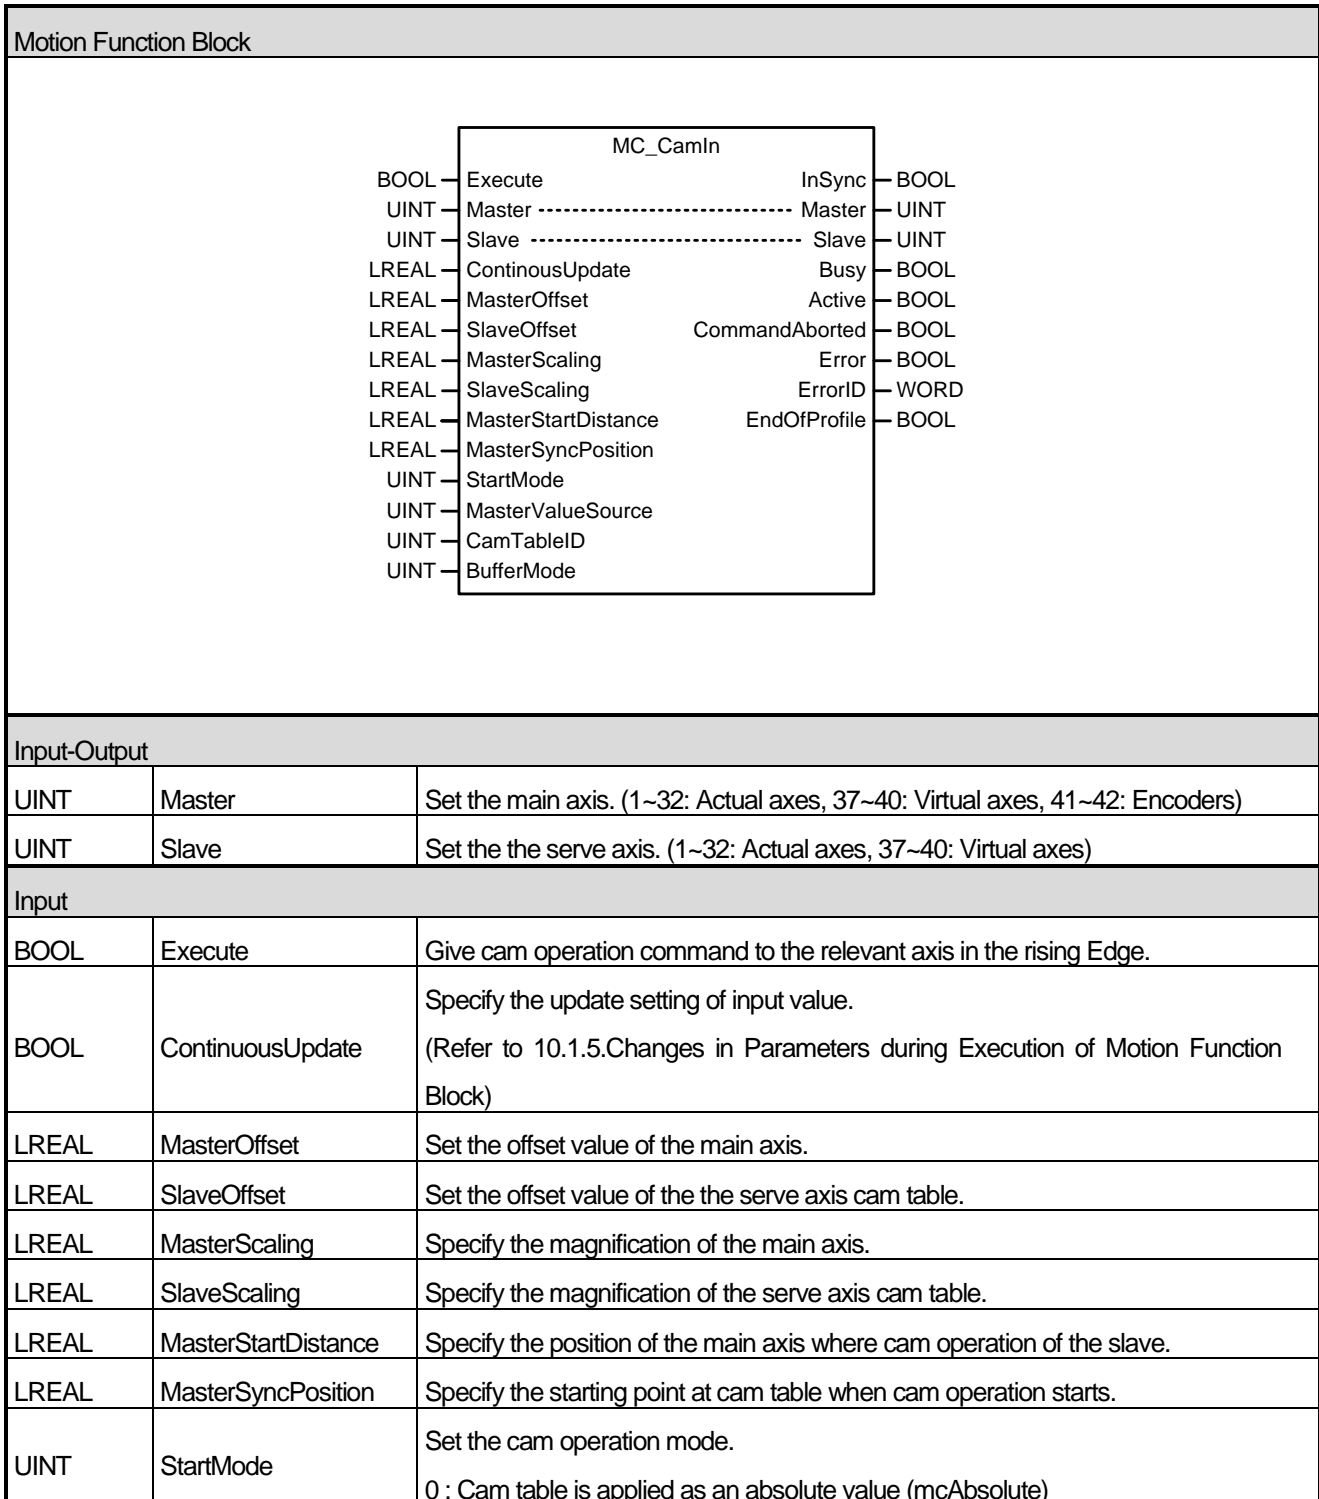 Motion Function Block
MC_CamIn
BOOL Execute InSync BOOL
UINT Master Master UINT
UINT Slave Slave UINT
LREAL ContinousUpdate Busy BOOL
LREAL MasterOffset Active BOOL
LREAL SlaveOffset CommandAborted BOOL
LREAL MasterScaling Error BOOL
LREAL SlaveScaling ErrorID WORD
LREAL MasterStartDistance EndOfProfile BOOL
LREAL MasterSyncPosition
UINT StartMode
UINT MasterValueSource
UINT CamTableID
UINT BufferMode
Input-Output
UINT Master Set the main axis. (1~32: Actual axes, 37~40: Virtual axes, 41~42: Encoders)
UINT Slave Set the the serve axis. (1~32: Actual axes, 37~40: Virtual axes)
Input
BOOL Execute Give cam operation command to the relevant axis in the rising Edge.
BOOL ContinuousUpdate Specify the update setting of input value.
(Refer to 10.1.5.Changes in Parameters during Execution of Motion Function
Block)
LREAL MasterOffset Set the offset value of the main axis.
LREAL SlaveOffset Set the offset value of the the serve axis cam table.
LREAL MasterScaling Specify the magnification of the main axis.
LREAL SlaveScaling Specify the magnification of the serve axis cam table.
LREAL MasterStartDistance Specify the position of the main axis where cam operation of the slave.
LREAL MasterSyncPosition Specify the starting point at cam table when cam operation starts.
UINT StartMode Set the cam operation mode.
0 : Cam table is applied as an absolute value (mcAbsolute)